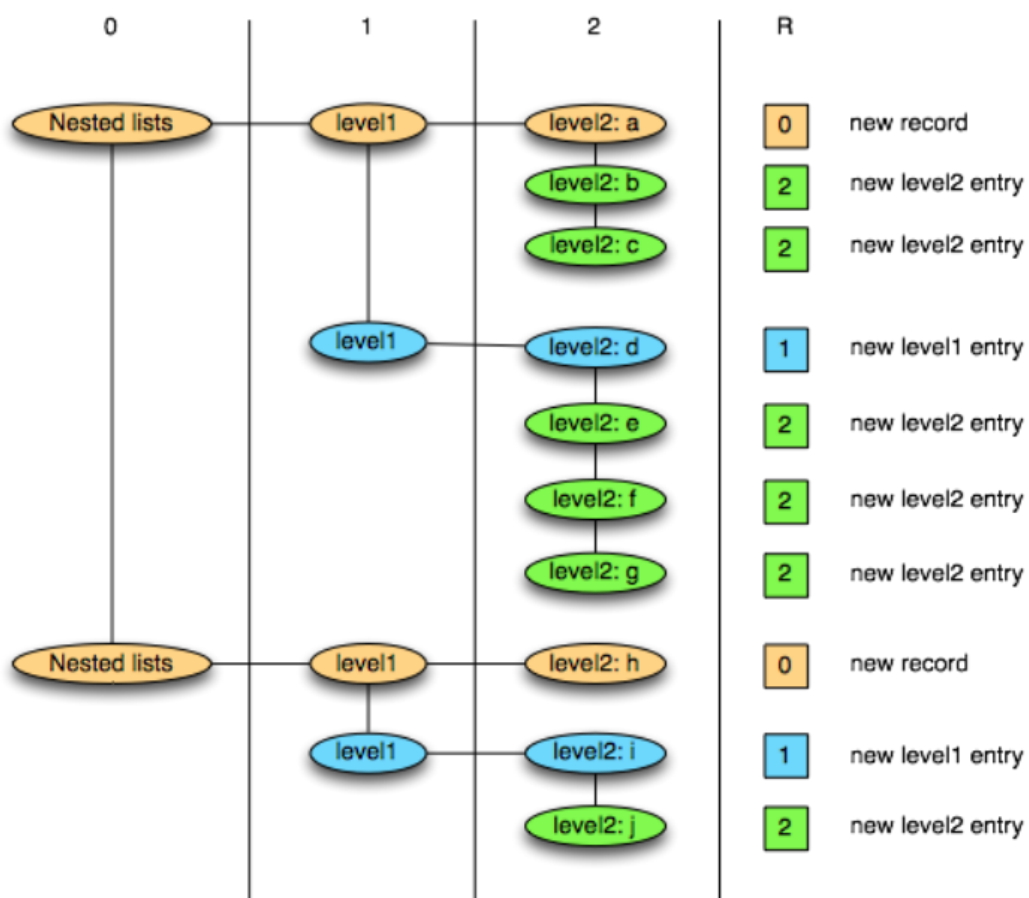 0 1 2 R
Nested lists level1 level2: a 0 new record
level2: b 2 new level2 entry
level2: c 2 new level2 entry
level1 level2: d 1 new level1 entry
level2: e 2 new level2 entry
level2: f 2 new level2 entry
level2: g 2 new level2 entry
Nested lists level1 level2: h 0 new record
level1 level2: i 1 new level1 entry
level2: j 2 new level2 entry